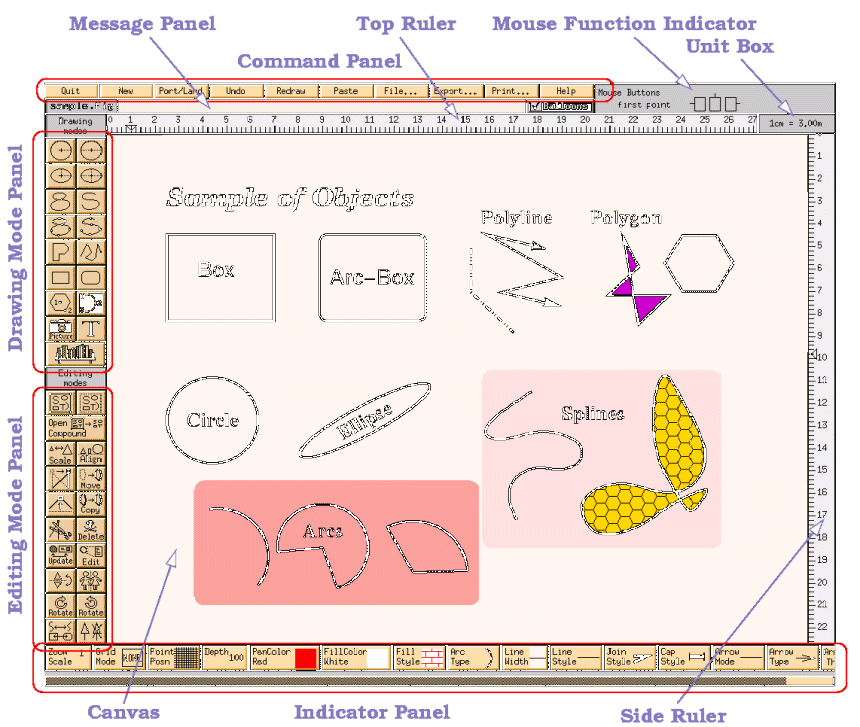 Message Panel
Top Ruler
Mouse Function Indicator
Command Panel
Unit Box
Quit New Port/Land Undo Redraw Paste File... Export... Print... Help
Mouse Buttons
first point
Balloons
Drawing modes
0 1 2 3 4 5 6 7 8 9 10 11 12 13 14 15 16 17 18 19 20 21 22 23 24 25 26 27
1cm = 3,00m
Drawing Mode Panel
Picture
T
Editing modes
Editing Mode Panel
Open Compound
Scale Align
Move
Copy
Delete
Update Edit
Rotate Rotate
Sample of Objects
Polyline
Polygon
Box
Arc-Box
Circle
Ellipse
Splines
Arcs
1
2
3
4
5
6
7
8
9
10
11
12
13
14
15
16
17
18
19
20
21
22
Zoom Scale
Grid Mode
Point Posn
Depth 100
PenColor Red
FillColor White
Fill Style
Arc Type
Line Width
Line Style
Join Style
Cap Style
Arrow Mode
Arrow Type
Canvas
Indicator Panel
Side Ruler